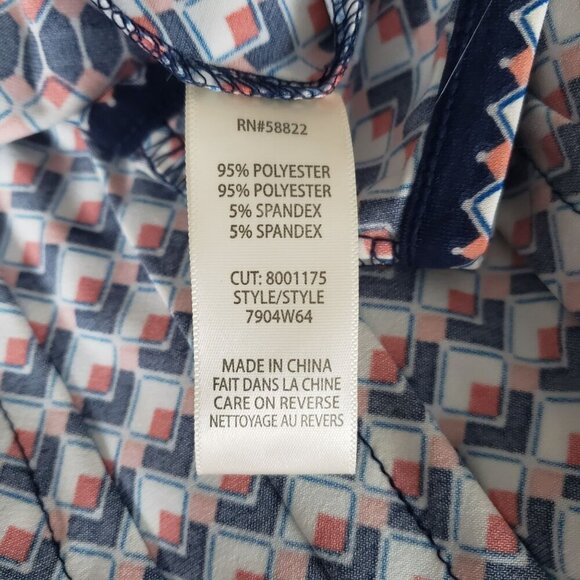 RN#58822
95% POLYESTER
95% POLYESTER
5% SPANDEX
5% SPANDEX
CUT: 8001175
STYLE/STYLE
7904W64
MADE IN CHINA
FAIT DANS LA CHINE
CARE ON REVERSE
NETTOYAGE AU REVERS